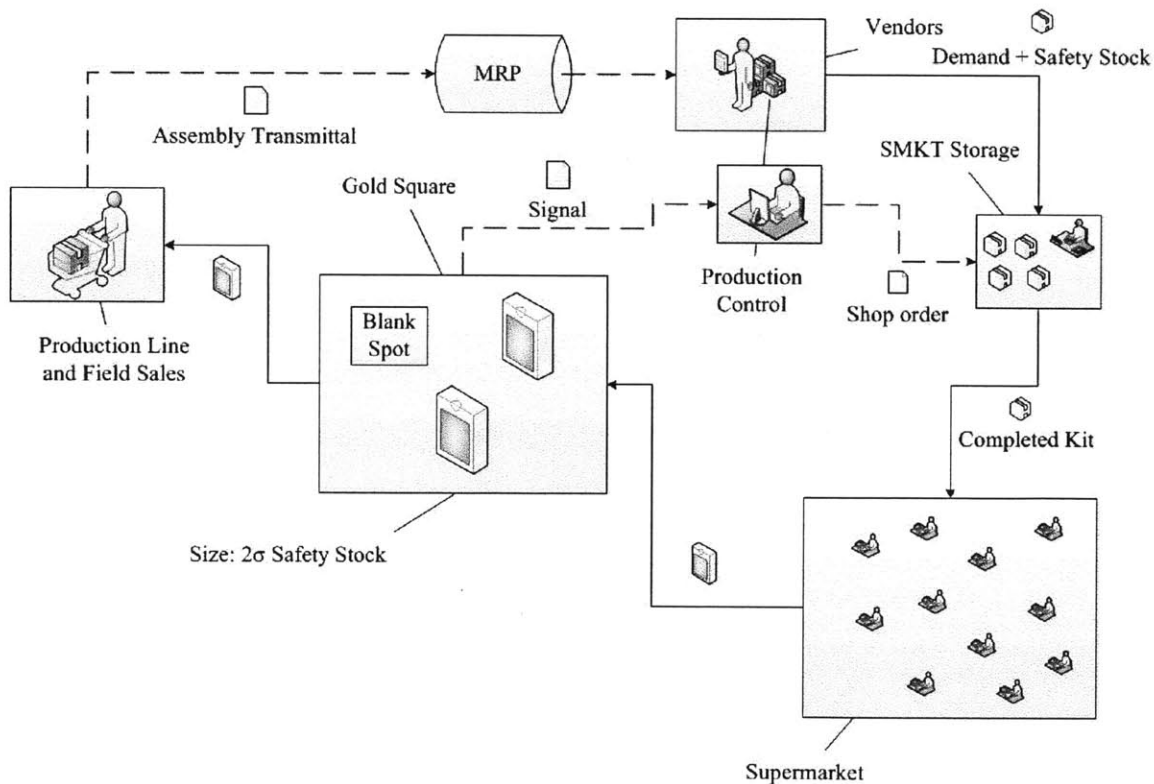 Vendors
MRP
Demand + Safety Stock
Assembly Transmittal
SMKT Storage
Gold Square
Signal
Blank
Spot
Production
Control
Shop order
Production Line
and Field Sales
Completed Kit
Size: 2σ Safety Stock
Supermarket